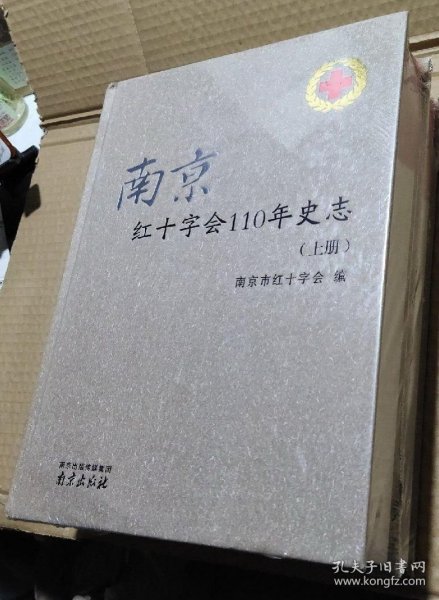 南京
红十字会110年史志
（上册）
南京市红十字会 编
南京出版传媒集团
南京出版社
孔夫子旧书网
www.kongfz.com